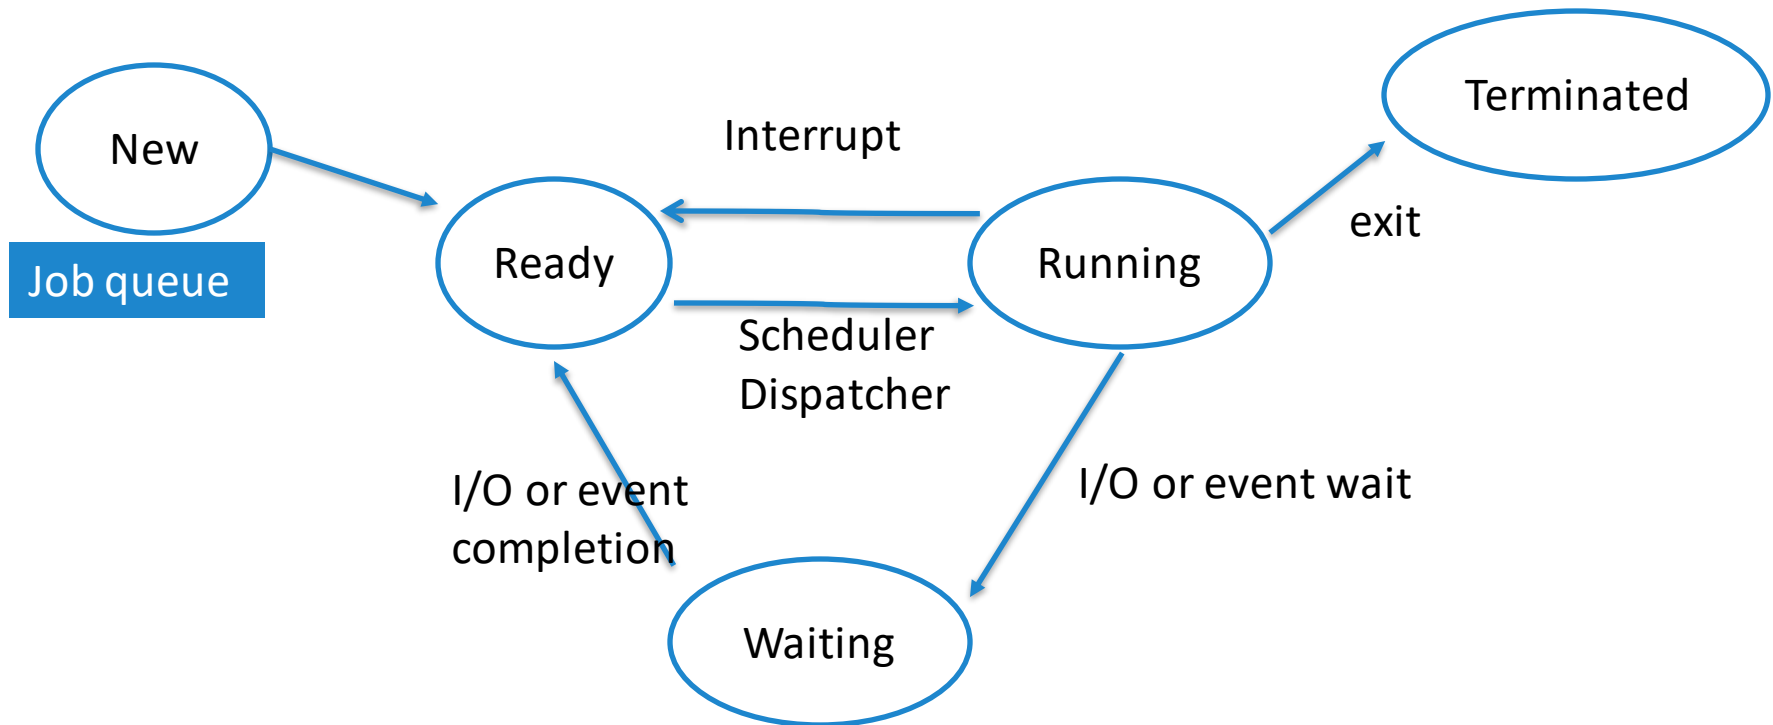 New
Terminated
Interrupt
exit
Job queue
Ready
Running
Scheduler
Dispatcher
I/O or event
completion
I/O or event wait
Waiting